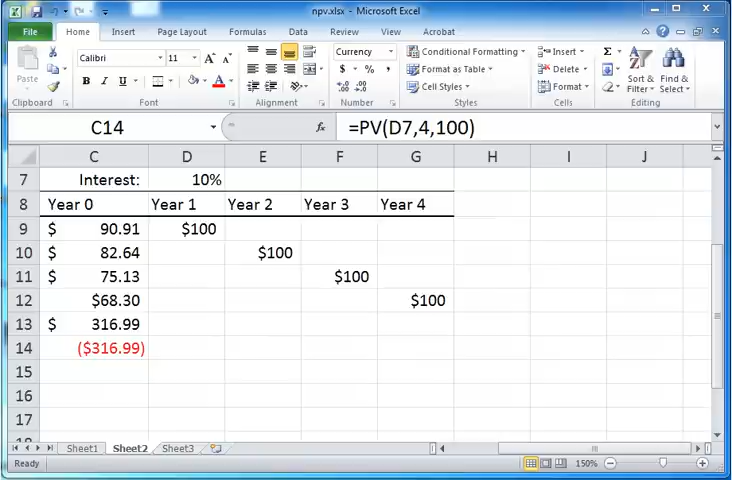 npv.xlsx - Microsoft Excel
File Home Insert Page Layout Formulas Data Review View Acrobat
Calibri 11 A A Currency Conditional Formatting Insert Σ
Paste B I U A $ % , Format as Table Delete Sort & Filter Find & Select
Cell Styles Format
Clipboard Font Alignment Number Styles Cells Editing
C14 fx =PV(D7,4,100)
C D E F G H I J
7 Interest: 10%
8 Year 0 Year 1 Year 2 Year 3 Year 4
9 $ 90.91 $100
10 $ 82.64 $100
11 $ 75.13 $100
12 $68.30 $100
13 $ 316.99
14 ($316.99)
15
16
17
Sheet1 Sheet2 Sheet3
Ready 150%